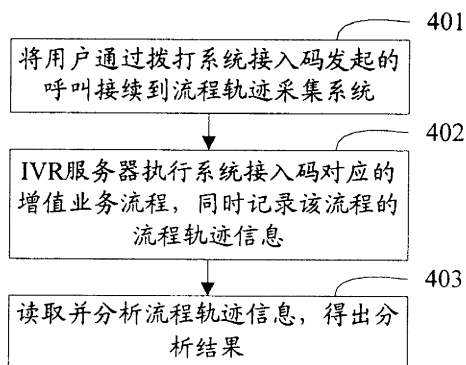 401
将用户通过拨打系统接入码发起的
呼叫接续到流程轨迹采集系统
402
IVR服务器执行系统接入码对应的
增值业务流程，同时记录该流程的
流程轨迹信息
403
读取并分析流程轨迹信息，得出分
析结果